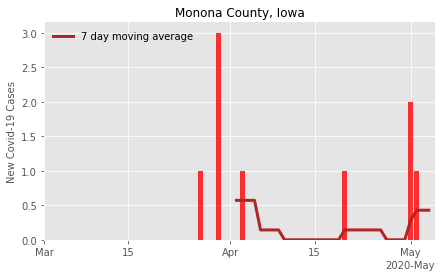 Monona County, Iowa
7 day moving average
New Covid-19 Cases
3.0
2.5
2.0
1.5
1.0
0.5
0.0
Mar
15
Apr
15
May
2020-May